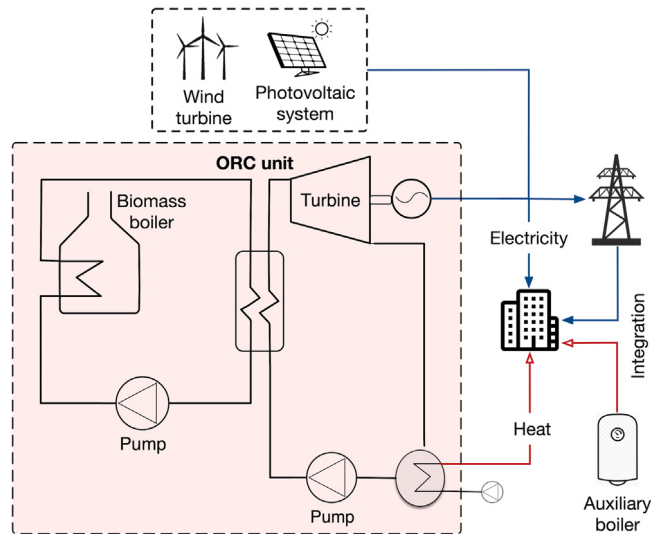 Wind
turbine
Photovoltaic
system
ORC unit
Biomass
boiler
Turbine
Electricity
Integration
Pump
Heat
Pump
Auxiliary
boiler